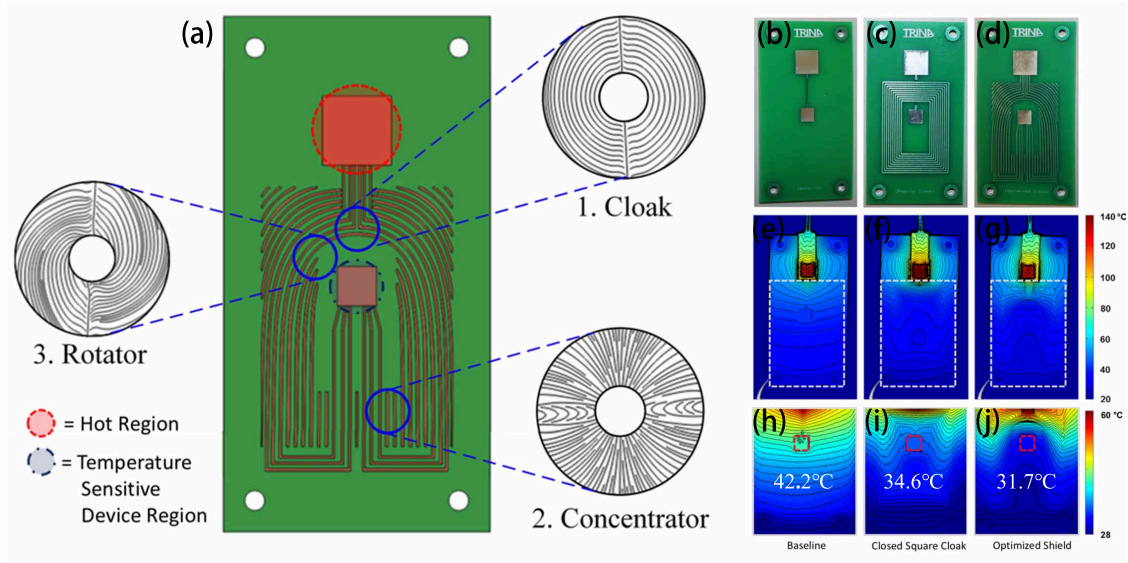 (a)
1. Cloak
3. Rotator
2. Concentrator
= Hot Region
= Temperature
Sensitive
Device Region
(b)
TRINA
(c)
TRINA
(d)
TRINA
(e)
(f)
(g)
140 °C
120
100
80
60
40
20
(h)
42.2℃
(i)
34.6℃
(j)
31.7℃
60 ℃
28
Baseline
Closed Square Cloak
Optimized Shield